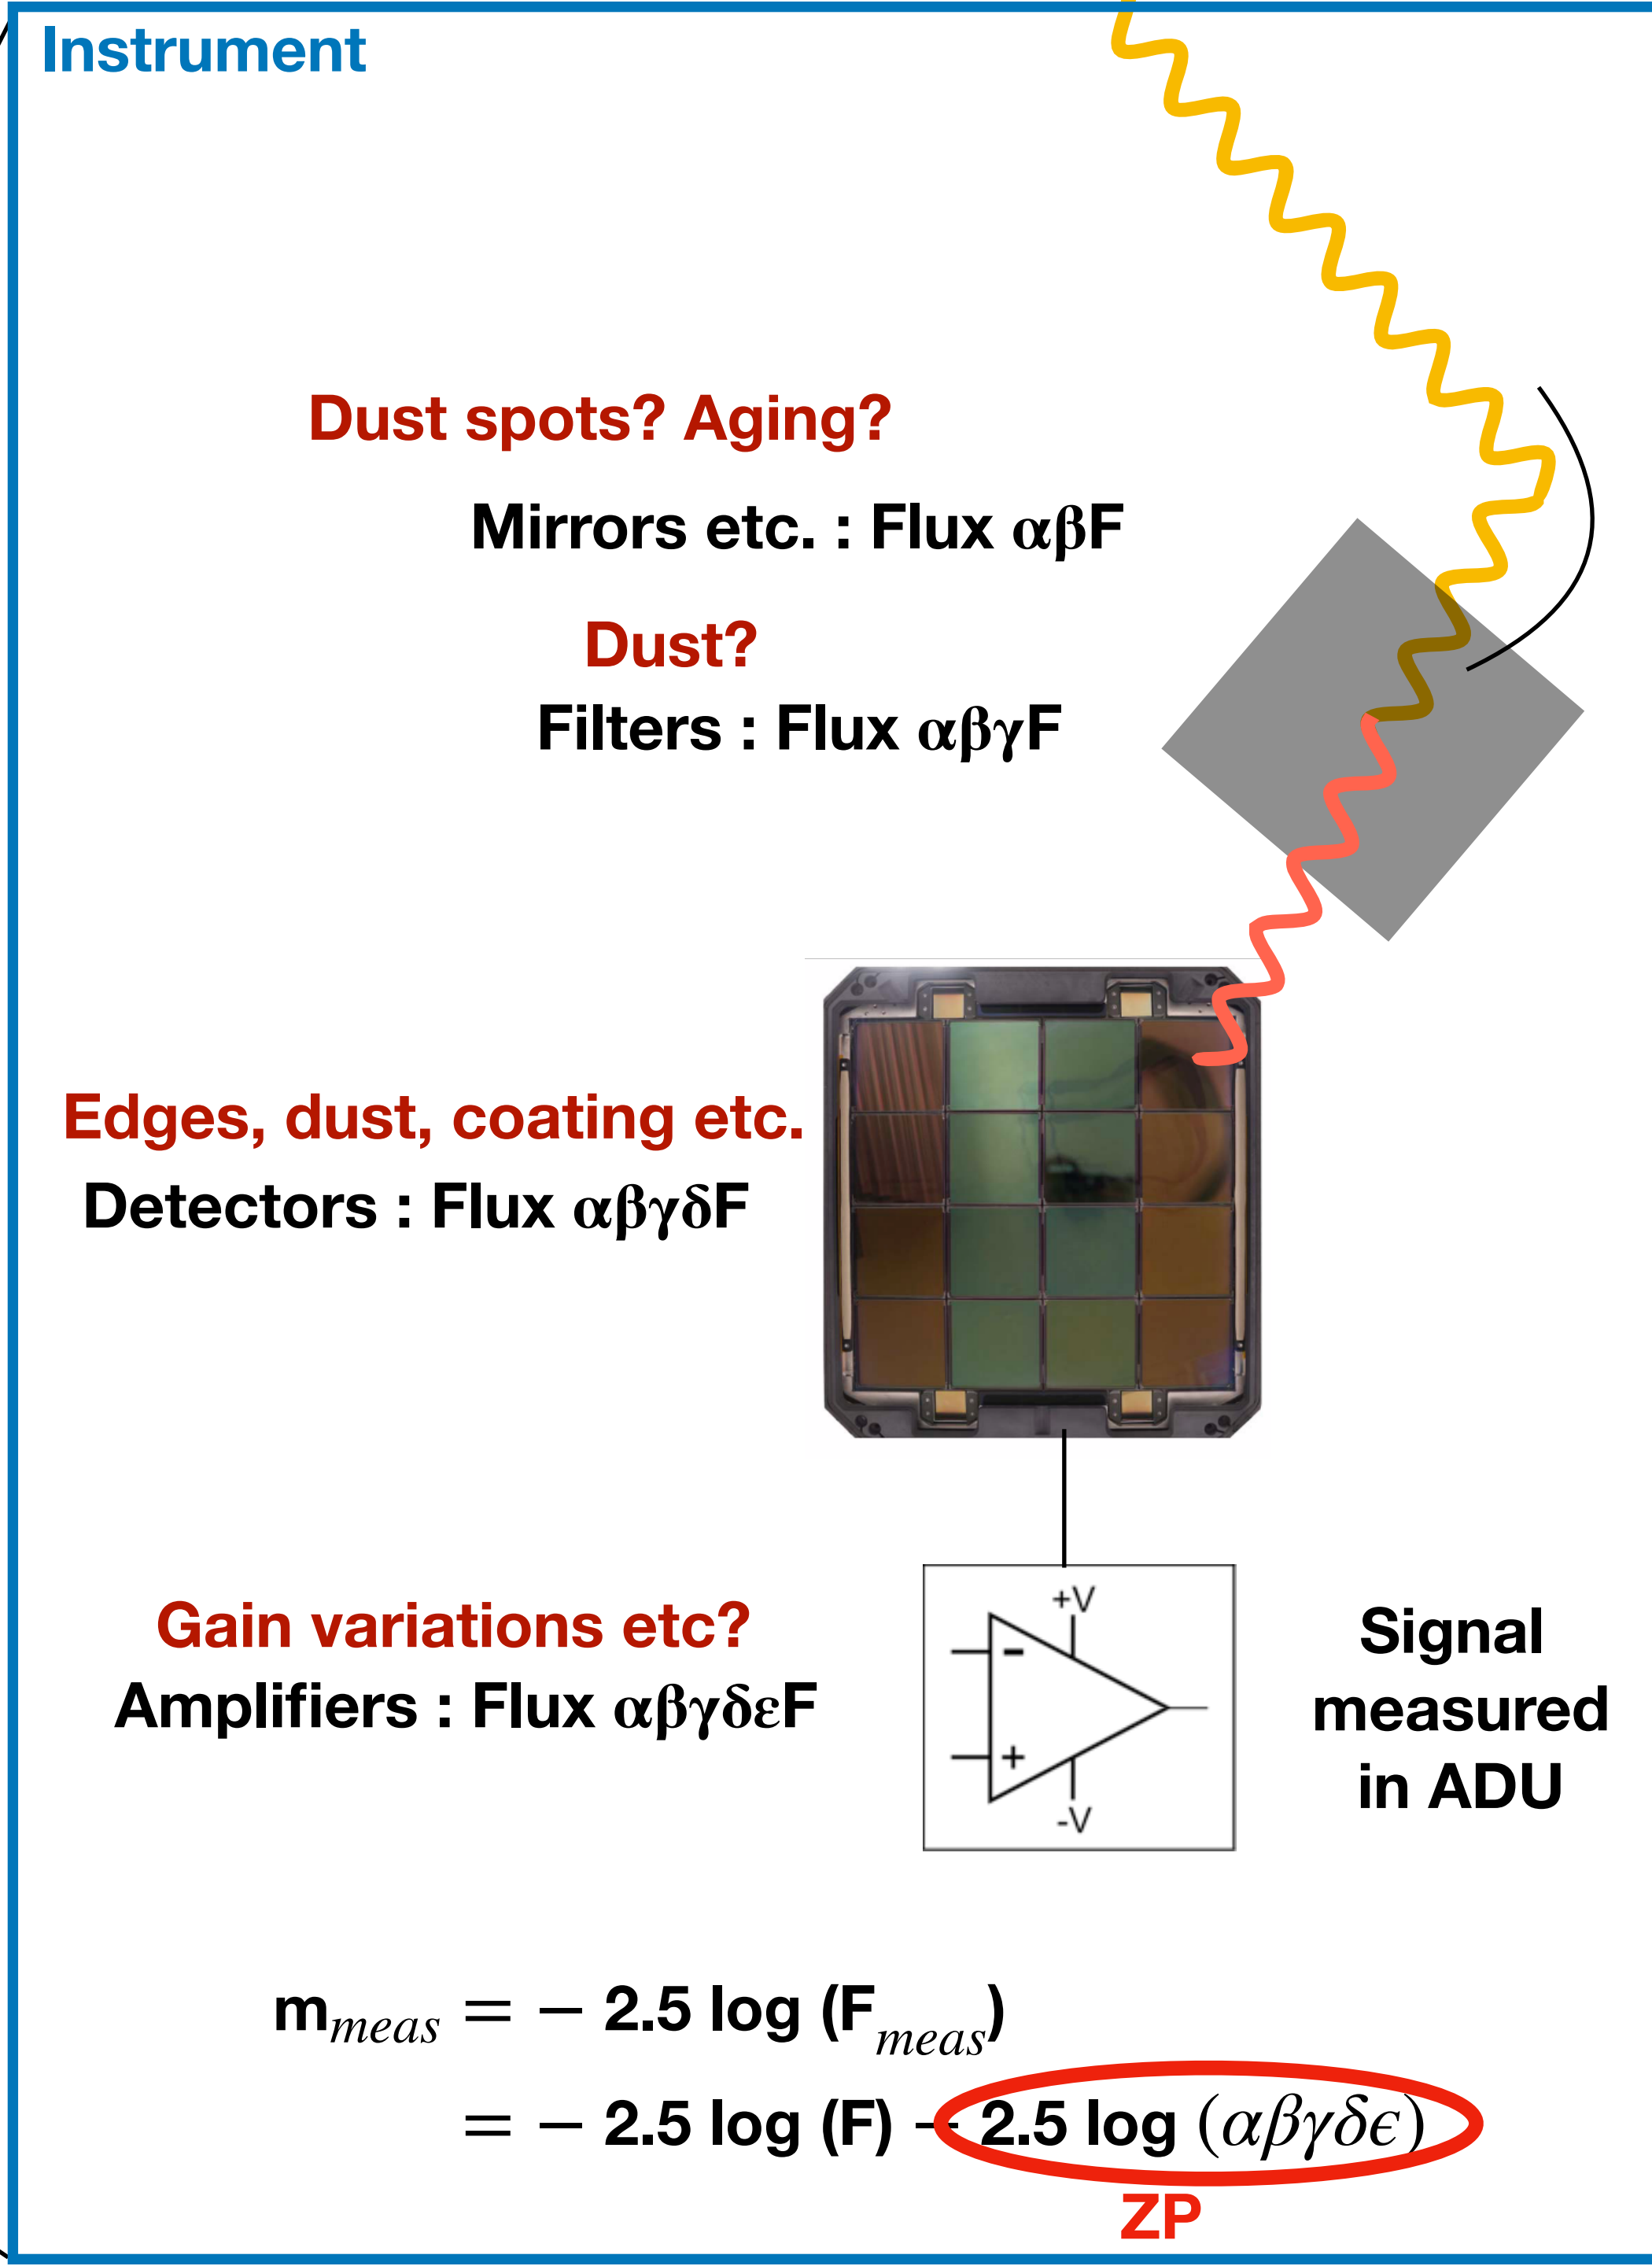 Instrument
Dust spots? Aging?
Mirrors etc. : Flux αβF
Dust?
Filters : Flux αβγF
Edges, dust, coating etc.
Detectors : Flux αβγδF
Gain variations etc?
Amplifiers : Flux αβγδεF
+V
-
+
-V
Signal
measured
in ADU
m_meas = − 2.5 log (F_meas)
= − 2.5 log (F) − 2.5 log (αβγδϵ)
ZP